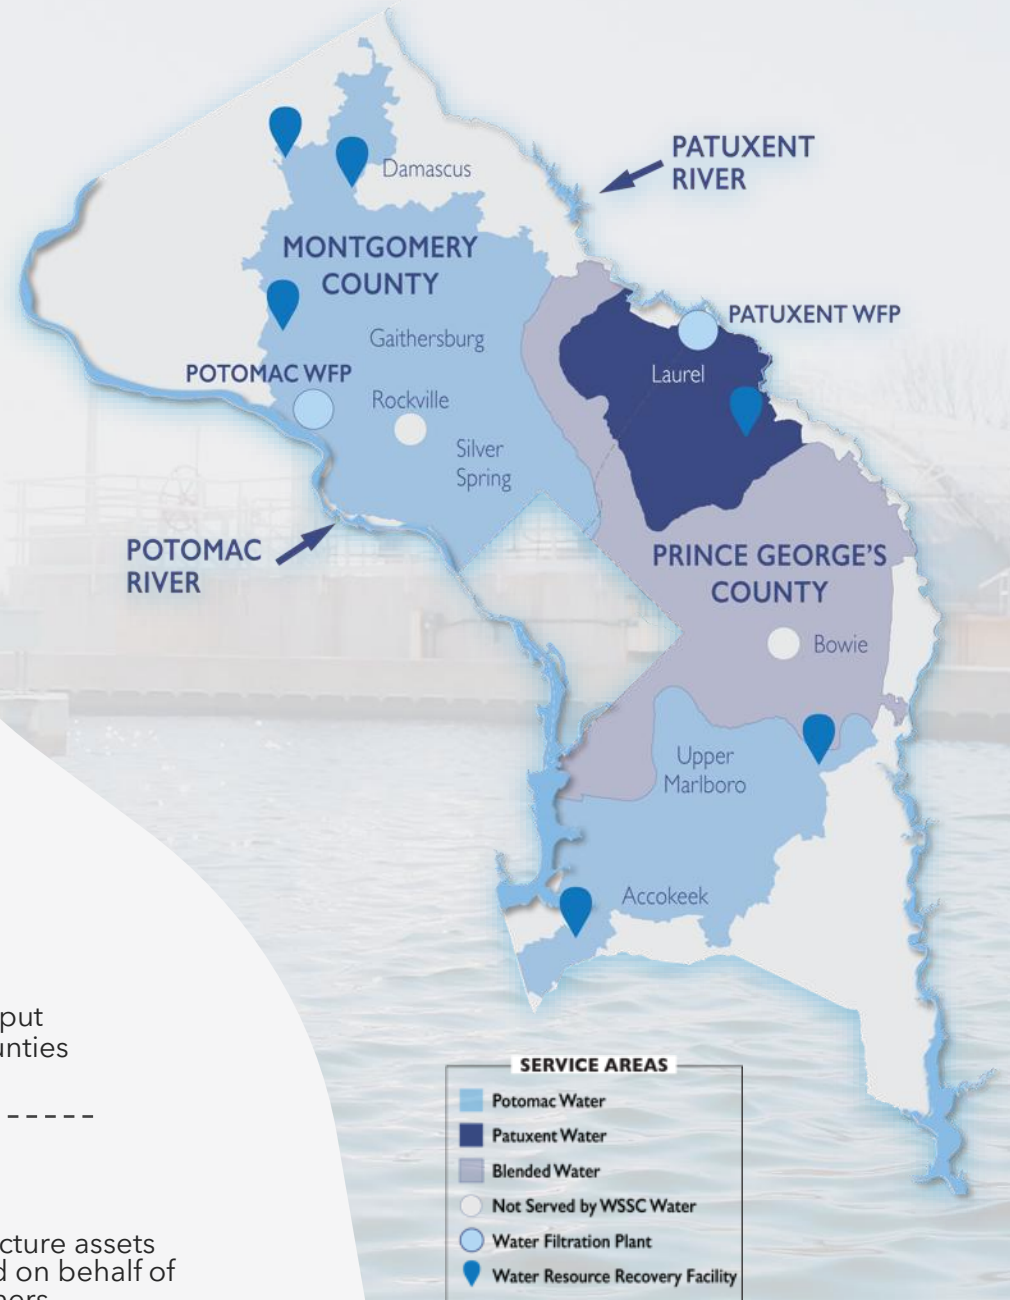 PATUXENT
RIVER
Damascus
MONTGOMERY
COUNTY
PATUXENT WFP
Gaithersburg
POTOMAC WFP
Laurel
Rockville
Silver
Spring
POTOMAC
RIVER
PRINCE GEORGE'S
COUNTY
Bowie
Upper
Marlboro
Accokeek
put
unties
-----
cture assets
d on behalf of
ners
SERVICE AREAS
Potomac Water
Patuxent Water
Blended Water
Not Served by WSSC Water
Water Filtration Plant
Water Resource Recovery Facility